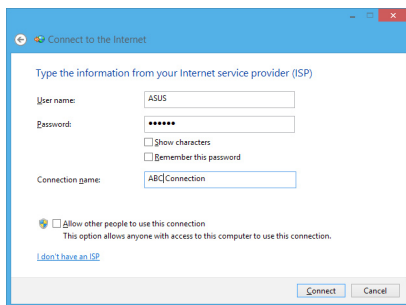 Connect to the Internet
Type the information from your Internet service provider (ISP)
User name: ASUS
Password: ••••••
Show characters
Remember this password
Connection name: ABC Connection
Allow other people to use this connection
This option allows anyone with access to this computer to use this connection.
I don't have an ISP
Connect Cancel